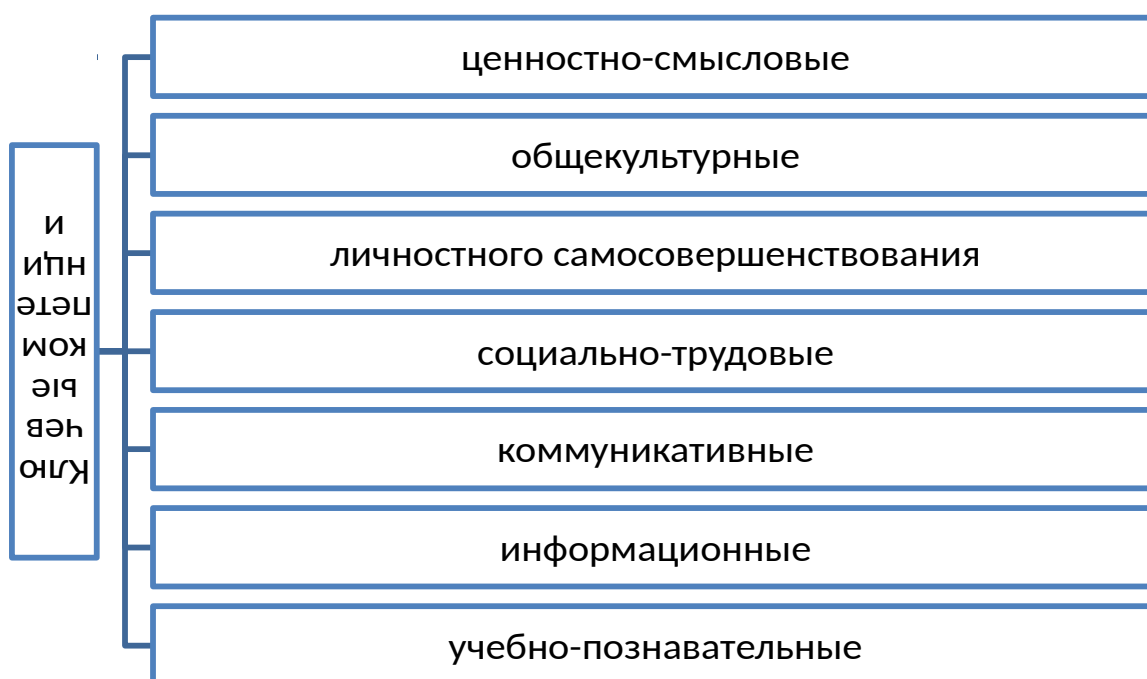 Клю
чев
ые
ком
пете
нци
и
ценностно-смысловые
общекультурные
личностного самосовершенствования
социально-трудовые
коммуникативные
информационные
учебно-познавательные